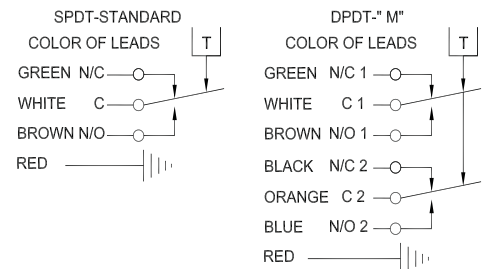 SPDT-STANDARD
COLOR OF LEADS
T
GREEN N/C
WHITE C
BROWN N/O
RED
DPDT-" M"
COLOR OF LEADS
T
GREEN N/C 1
WHITE C 1
BROWN N/O 1
BLACK N/C 2
ORANGE C 2
BLUE N/O 2
RED